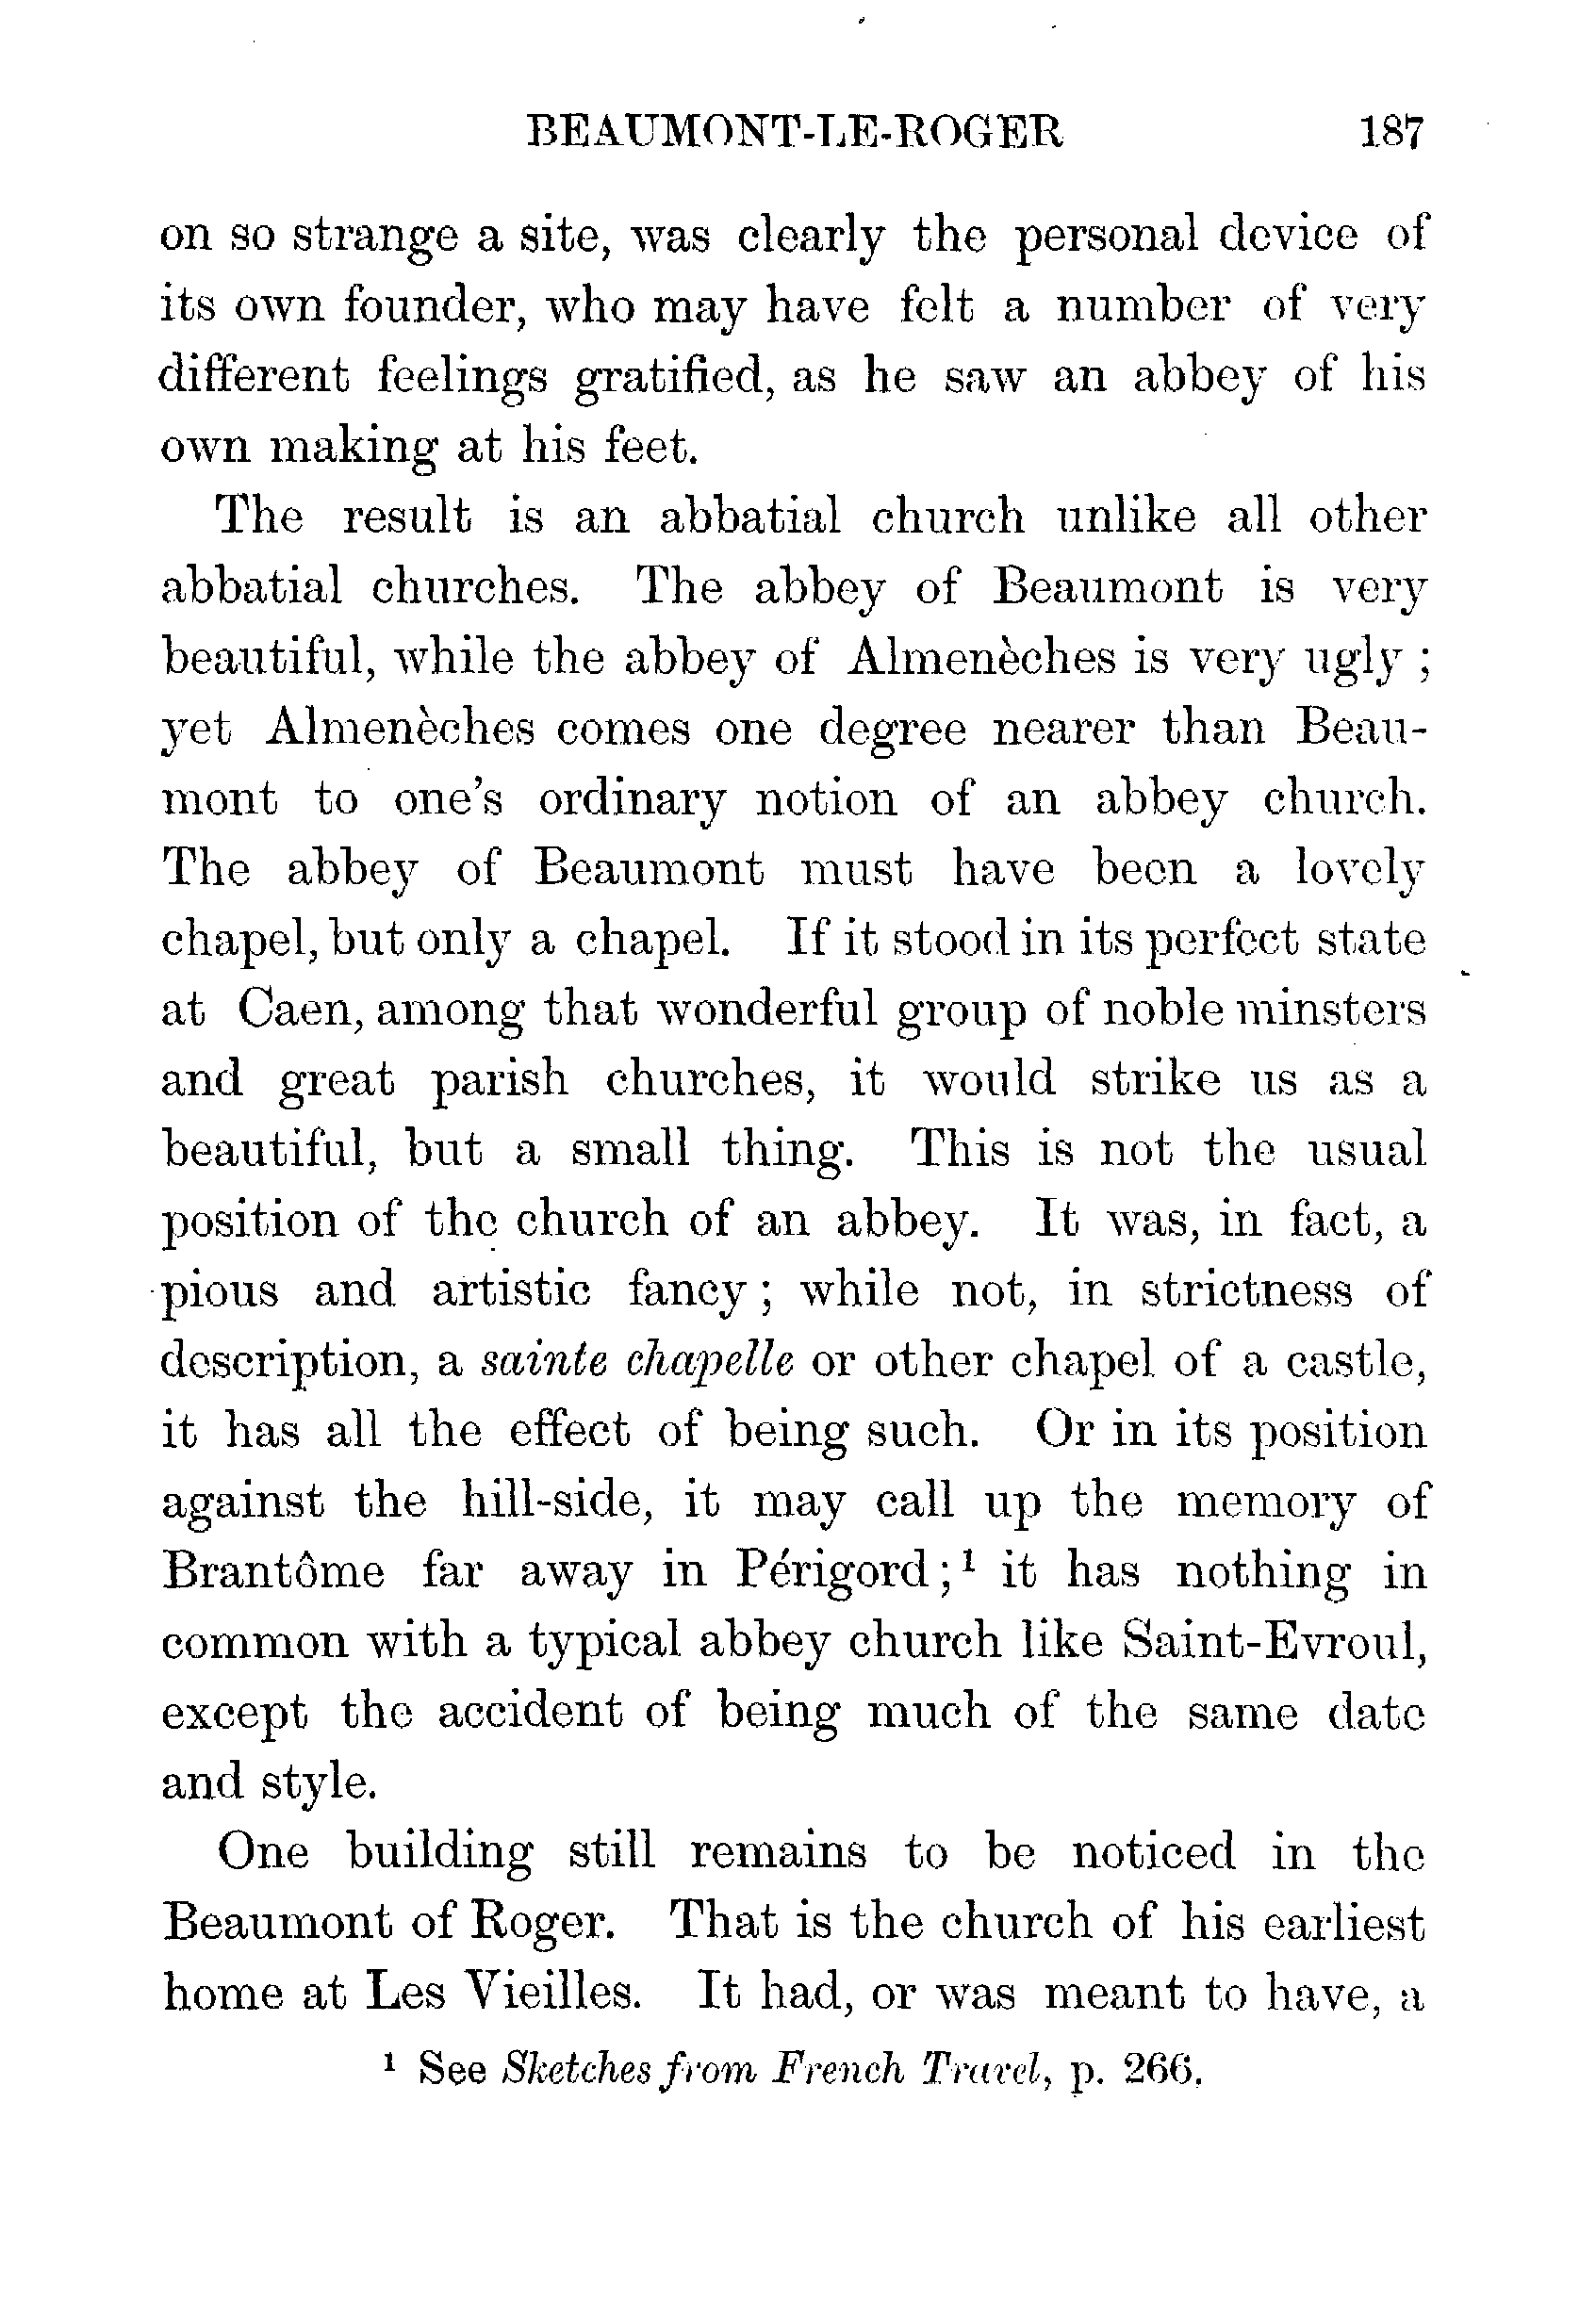 BEAUMONT-LE-ROGER 187
on so strange a site, was clearly the personal device of
its own founder, who may have felt a number of very
different feelings gratified, as he saw an abbey of his
own making at his feet.
The result is an abbatial church unlike all other
abbatial churches. The abbey of Beaumont is very
beautiful, while the abbey of Almenèches is very ugly ;
yet Almenèches comes one degree nearer than Beau-
mont to one's ordinary notion of an abbey church.
The abbey of Beaumont must have been a lovely
chapel, but only a chapel. If it stood in its perfect state
at Caen, among that wonderful group of noble minsters
and great parish churches, it would strike us as a
beautiful, but a small thing. This is not the usual
position of the church of an abbey. It was, in fact, a
pious and artistic fancy ; while not, in strictness of
description, a sainte chapelle or other chapel of a castle,
it has all the effect of being such. Or in its position
against the hill-side, it may call up the memory of
Brantôme far away in Périgord ;¹ it has nothing in
common with a typical abbey church like Saint-Evroul,
except the accident of being much of the same date
and style.
One building still remains to be noticed in the
Beaumont of Roger. That is the church of his earliest
home at Les Vieilles. It had, or was meant to have, a
¹ See Sketches from French Travel, p. 266.